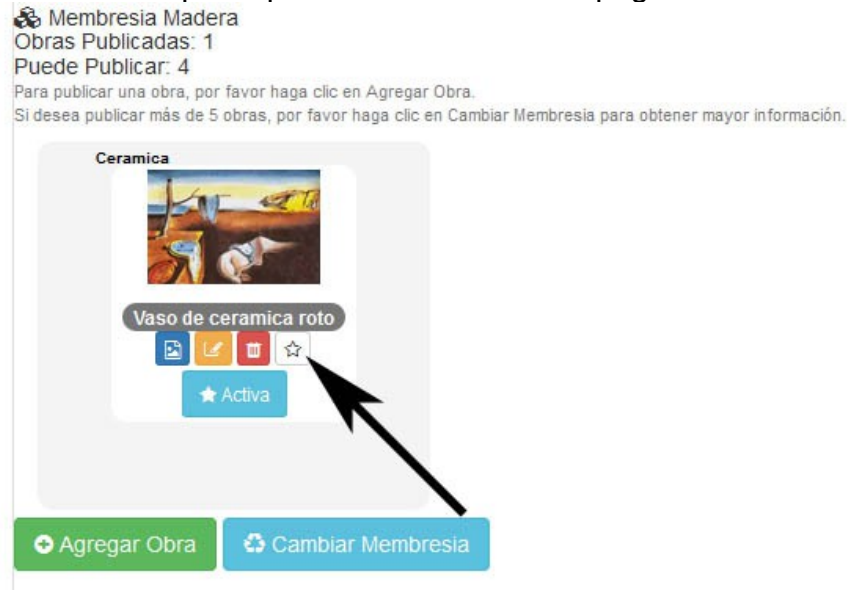 Membresia Madera
Obras Publicadas: 1
Puede Publicar: 4
Para publicar una obra, por favor haga clic en Agregar Obra.
Si desea publicar más de 5 obras, por favor haga clic en Cambiar Membresia para obtener mayor información.
Ceramica
Vaso de ceramica roto
Activa
Agregar Obra
Cambiar Membresia